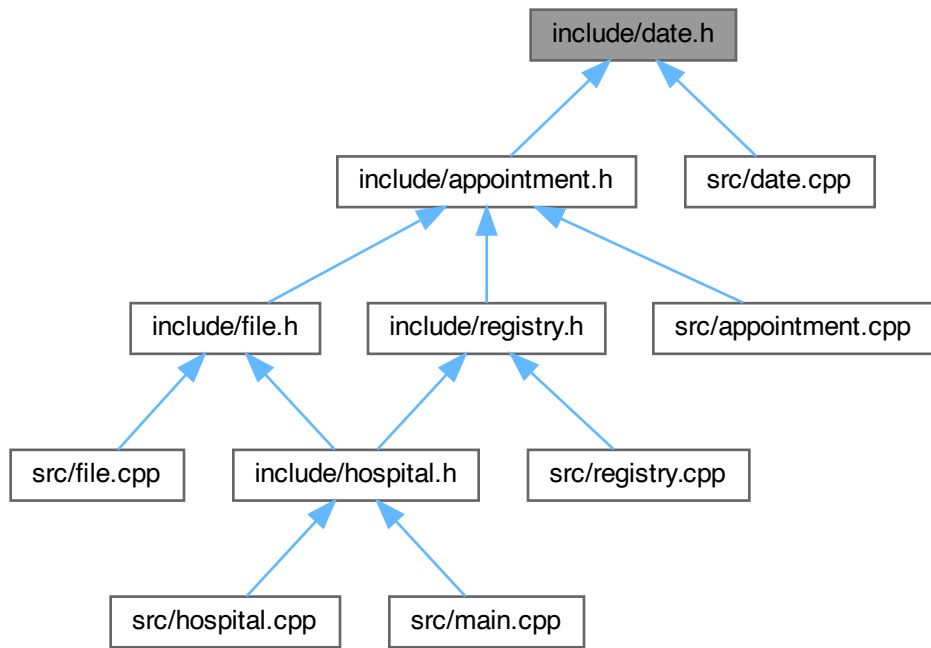 include/date.h
include/appointment.h
src/date.cpp
include/file.h
include/registry.h
src/appointment.cpp
src/file.cpp
include/hospital.h
src/registry.cpp
src/hospital.cpp
src/main.cpp